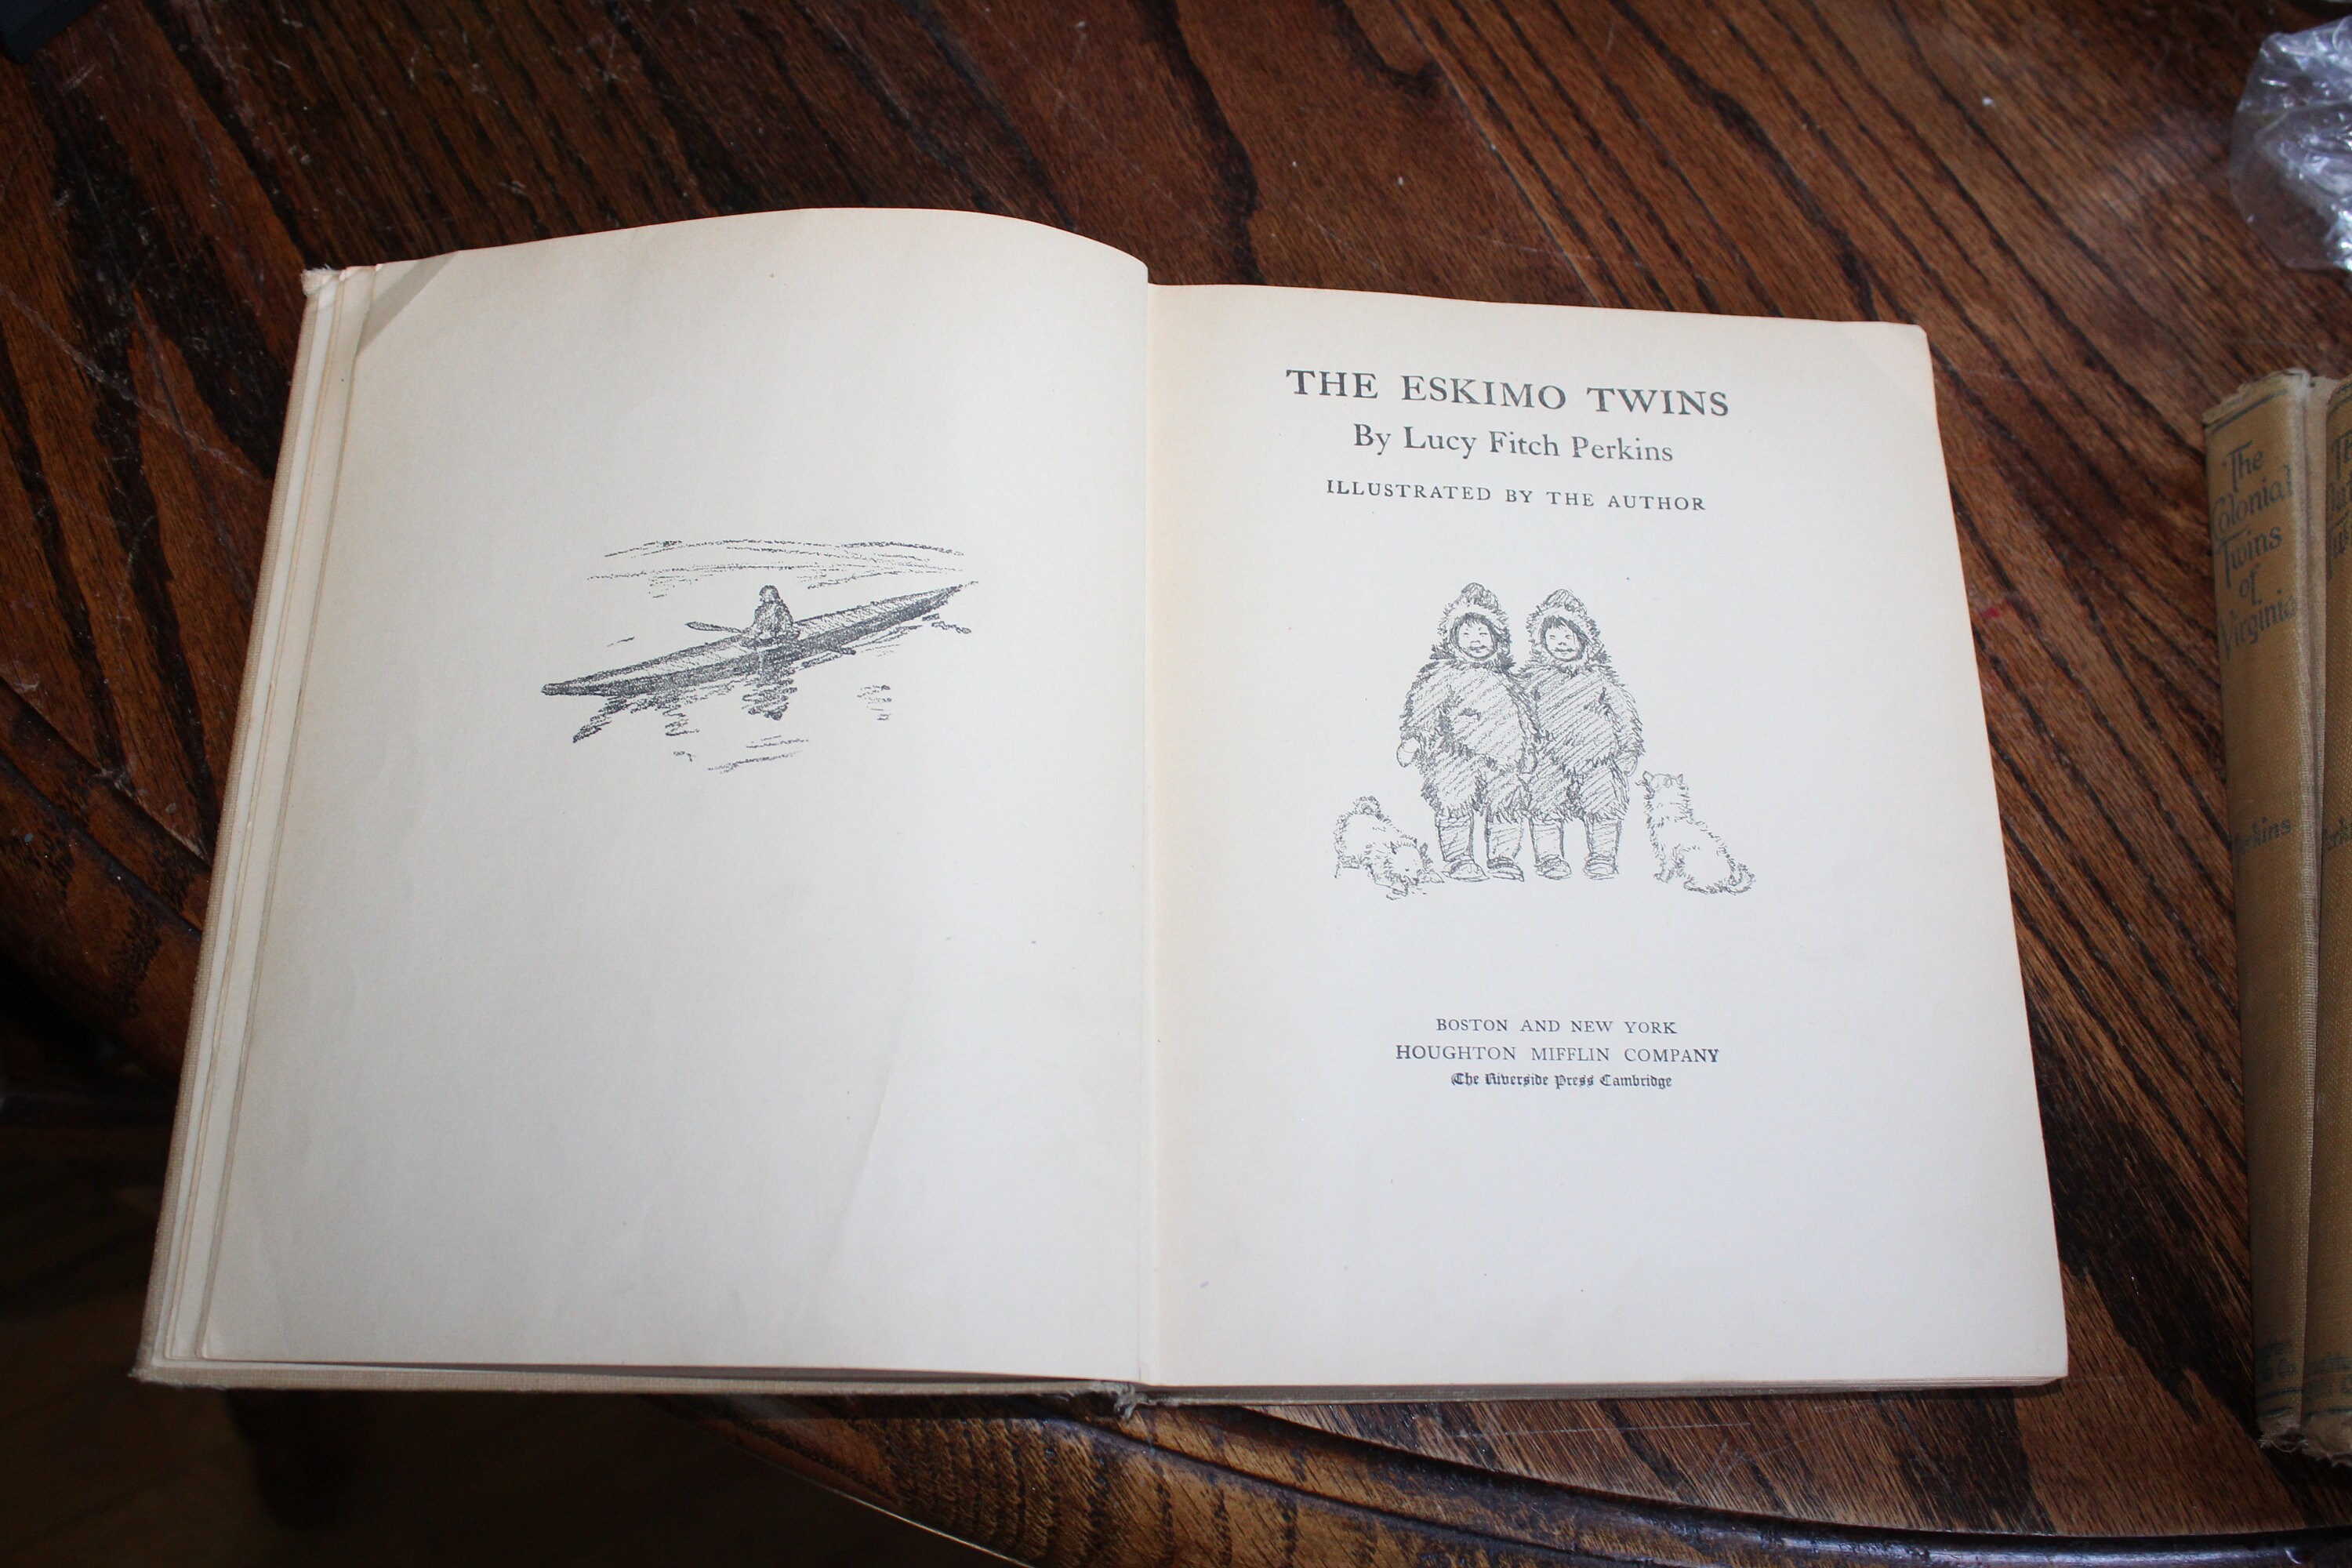 THE ESKIMO TWINS
By Lucy Fitch Perkins
ILLUSTRATED BY THE AUTHOR
BOSTON AND NEW YORK
HOUGHTON MIFFLIN COMPANY
The Riverside Press Cambridge
The
Colonial
Twins
of
Virginia
Perkins